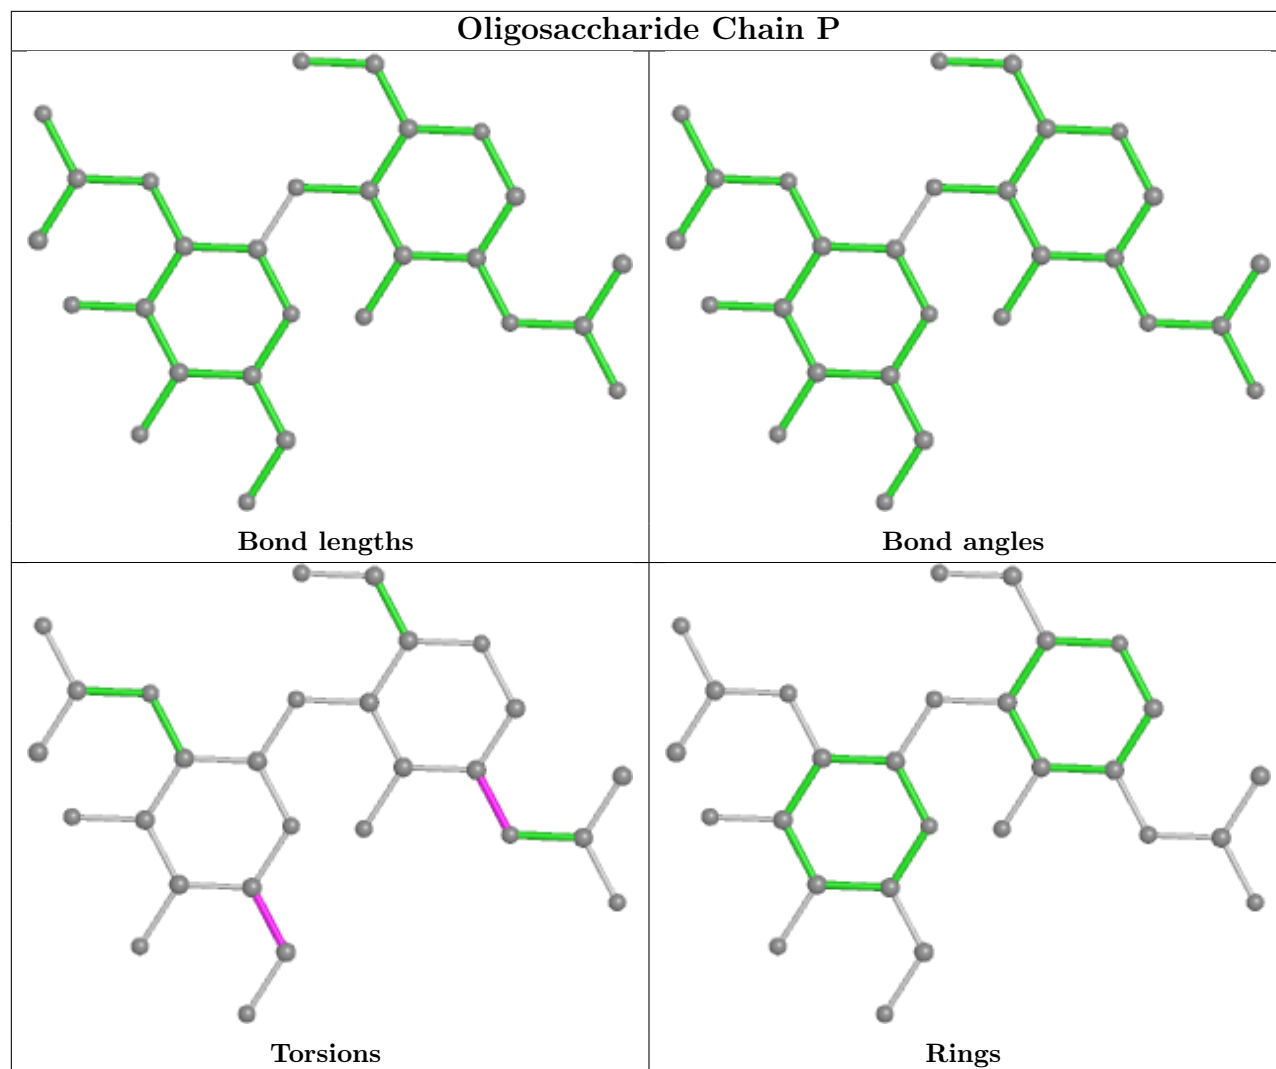 Oligosaccharide Chain P
Bond lengths
Bond angles
Torsions
Rings